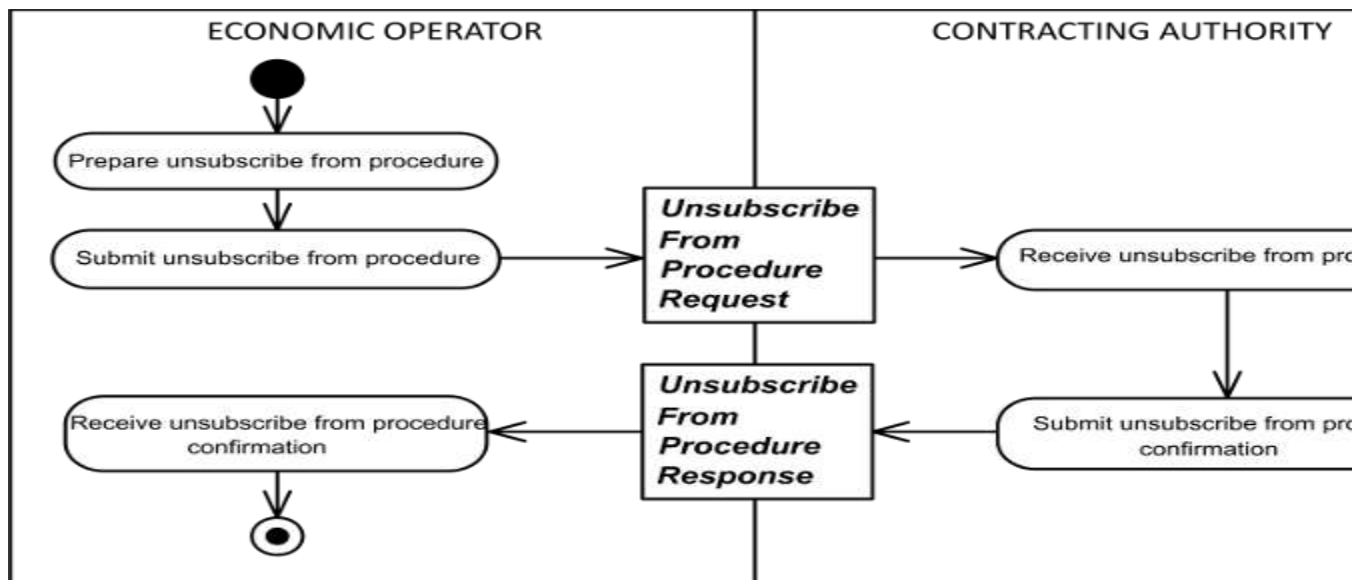 ECONOMIC OPERATOR
CONTRACTING AUTHORITY
Prepare unsubscribe from procedure
Submit unsubscribe from procedure
Unsubscribe
From
Procedure
Request
Receive unsubscribe from pro
Receive unsubscribe from procedure
confirmation
Unsubscribe
From
Procedure
Response
Submit unsubscribe from pro
confirmation